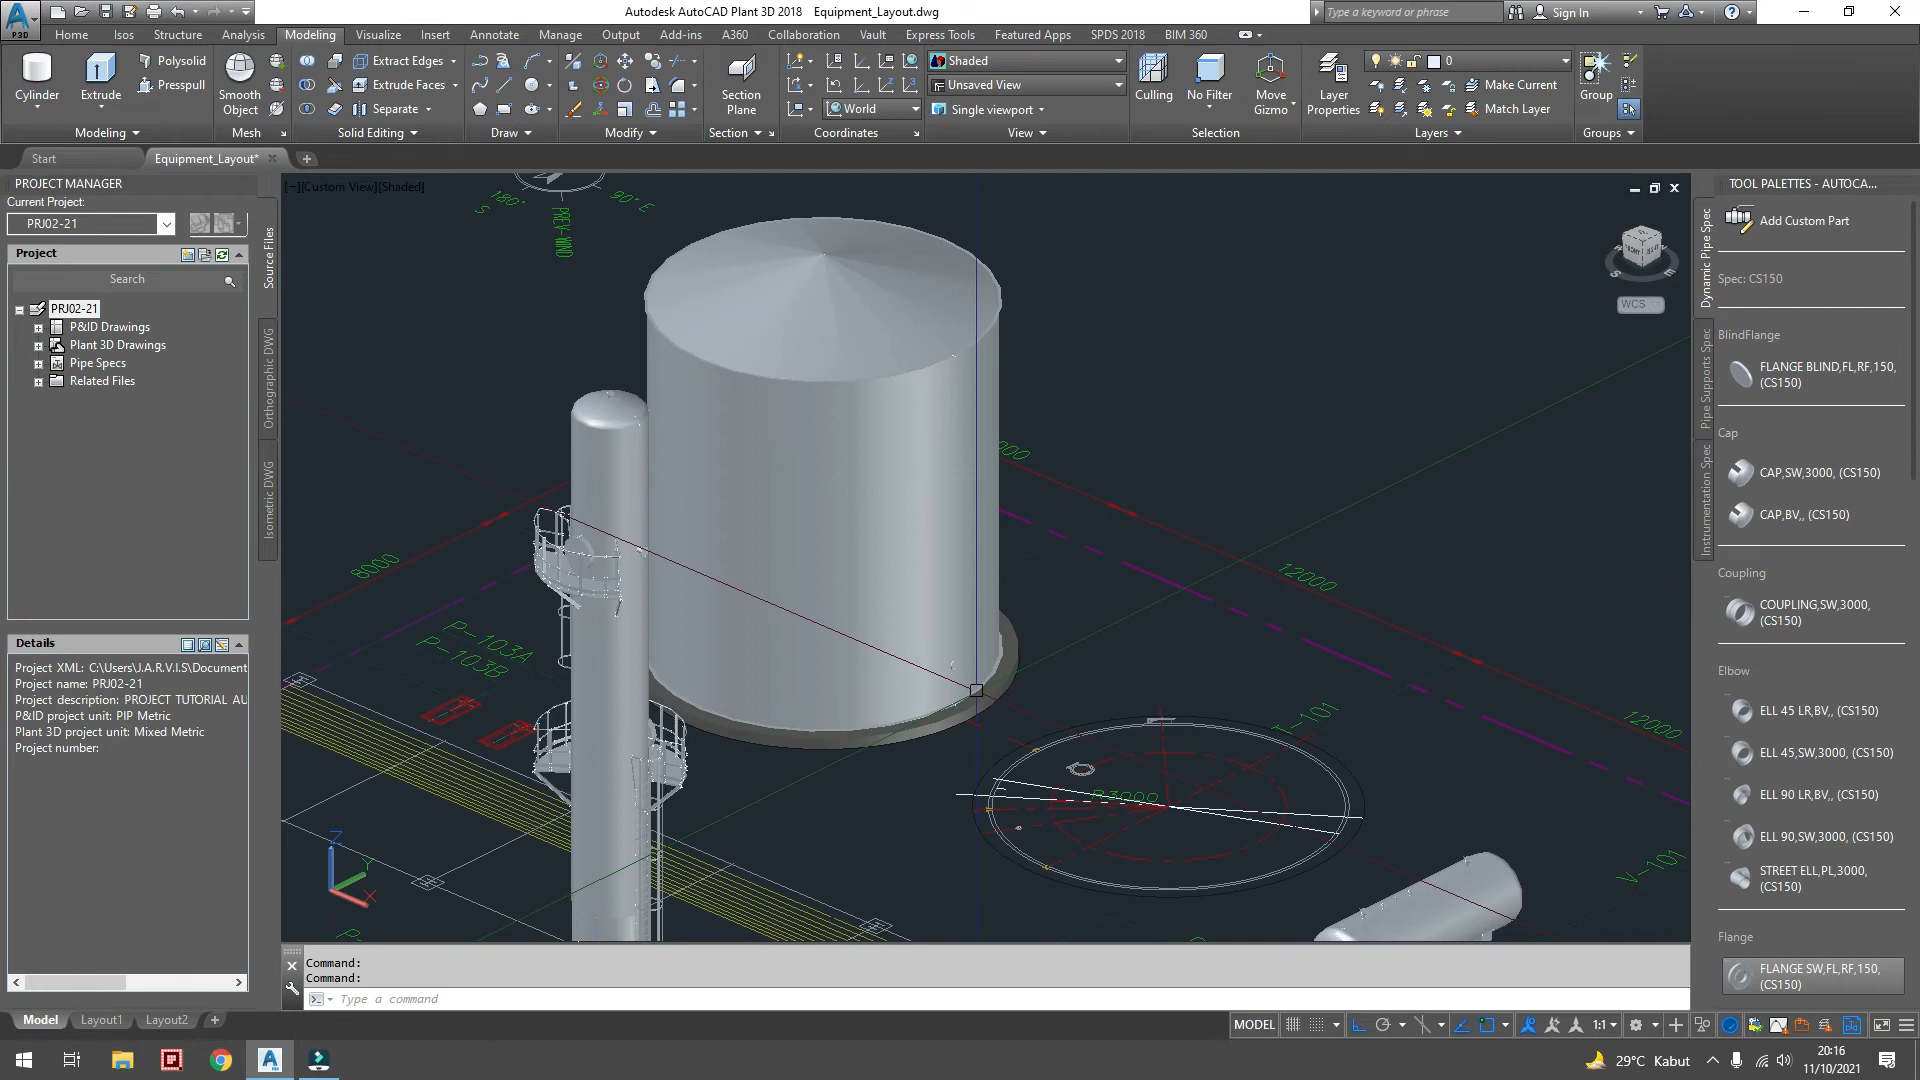 Autodesk AutoCAD Plant 3D 2018 Equipment_Layout.dwg
Type a keyword or phrase
Sign In
P3D
Home Isos Structure Analysis Modeling Visualize Insert Annotate Manage Output Add-ins A360 Collaboration Vault Express Tools Featured Apps SPDS 2018 BIM 360
Cylinder
Extrude
Polysolid
Presspull
Smooth Object
Extract Edges
Extrude Faces
Separate
Section Plane
World
Shaded
Unsaved View
Single viewport
Culling
No Filter
Move Gizmo
Layer Properties
0
Make Current
Match Layer
Group
Modeling Mesh Solid Editing Draw Modify Section Coordinates View Selection Layers Groups
Start
Equipment_Layout*
PROJECT MANAGER
Current Project:
PRJ02-21
Project
Search
PRJ02-21
P&ID Drawings
Plant 3D Drawings
Pipe Specs
Related Files
Source Files
Orthographic DWG
Isometric DWG
Details
Project XML: C:\Users\J.A.R.V.I.S\Document
Project name: PRJ02-21
Project description: PROJECT TUTORIAL AU
P&ID project unit: PIP Metric
Plant 3D project unit: Mixed Metric
Project number:
[−][Custom View][Shaded]
S 180°
90° E
PREV-WIND
8000
P-103A
P-103B
12000
12000
T-101
R3000
V-101
Z
Y
X
WCS
Command:
Command:
Type a command
TOOL PALETTES - AUTOCA...
Dynamic Pipe Spec
Pipe Supports Spec
Instrumentation Spec
Add Custom Part
Spec: CS150
BlindFlange
FLANGE BLIND,FL,RF,150,
(CS150)
Cap
CAP,SW,3000, (CS150)
CAP,BV,, (CS150)
Coupling
COUPLING,SW,3000,
(CS150)
Elbow
ELL 45 LR,BV,, (CS150)
ELL 45,SW,3000, (CS150)
ELL 90 LR,BV,, (CS150)
ELL 90,SW,3000, (CS150)
STREET ELL,PL,3000,
(CS150)
Flange
FLANGE SW,FL,RF,150,
(CS150)
Model Layout1 Layout2
MODEL
1:1
29°C Kabut
20:16
11/10/2021